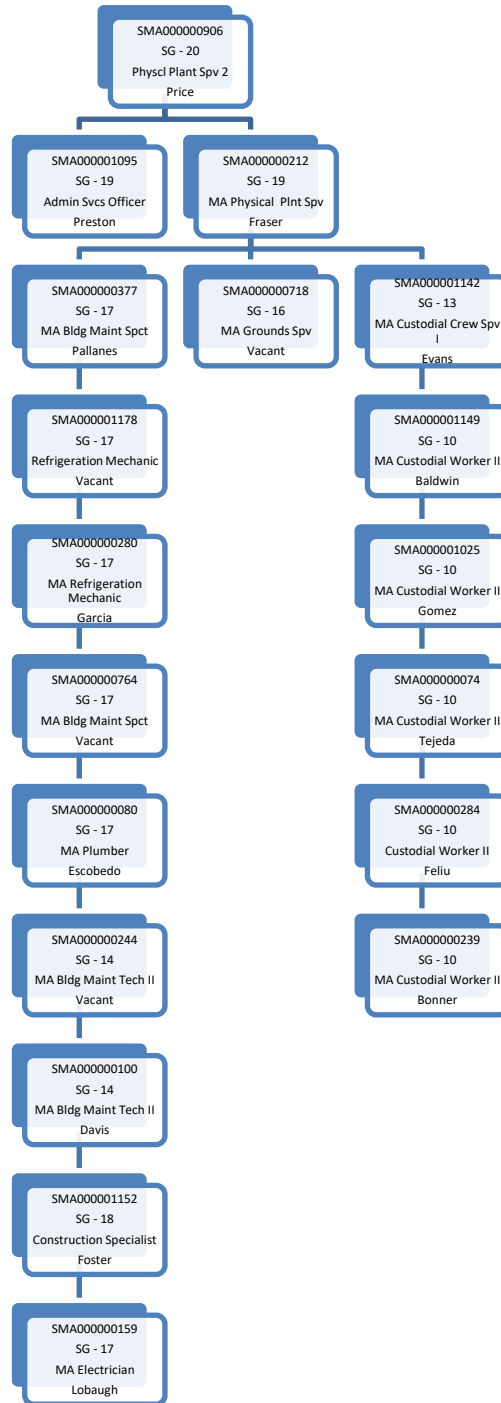 SMA000000906
SG - 20
Physcl Plant Spv 2
Price
SMA000001095
SG - 19
Admin Svcs Officer
Preston
SMA000000212
SG - 19
MA Physical  Plnt Spv
Fraser
SMA000000377
SG - 17
MA Bldg Maint Spct
Pallanes
SMA000000718
SG - 16
MA Grounds Spv
Vacant
SMA000001142
SG - 13
MA Custodial Crew Spv
I
Evans
SMA000001178
SG - 17
Refrigeration Mechanic
Vacant
SMA000001149
SG - 10
MA Custodial Worker II
Baldwin
SMA000000280
SG - 17
MA Refrigeration
Mechanic
Garcia
SMA000001025
SG - 10
MA Custodial Worker II
Gomez
SMA000000764
SG - 17
MA Bldg Maint Spct
Vacant
SMA000000074
SG - 10
MA Custodial Worker II
Tejeda
SMA000000080
SG - 17
MA Plumber
Escobedo
SMA000000284
SG - 10
Custodial Worker II
Feliu
SMA000000244
SG - 14
MA Bldg Maint Tech II
Vacant
SMA000000239
SG - 10
MA Custodial Worker II
Bonner
SMA000000100
SG - 14
MA Bldg Maint Tech II
Davis
SMA000001152
SG - 18
Construction Specialist
Foster
SMA000000159
SG - 17
MA Electrician
Lobaugh